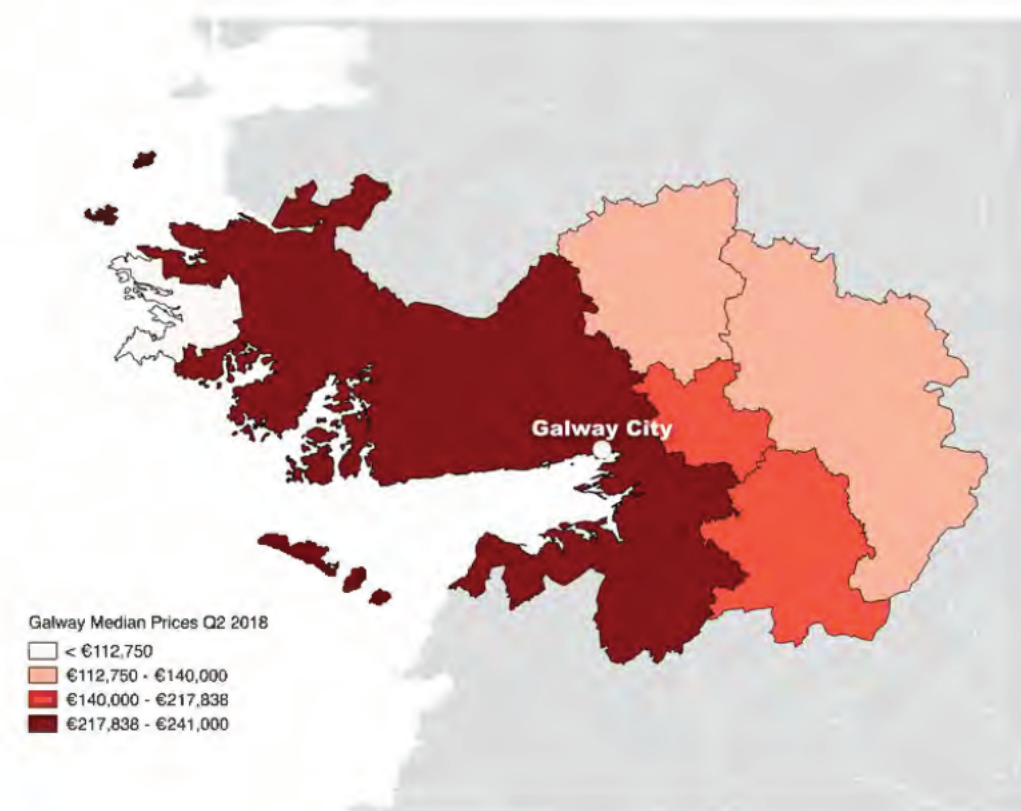 Galway City
Galway Median Prices Q2 2018
< €112,750
€112,750 - €140,000
€140,000 - €217,838
€217,838 - €241,000